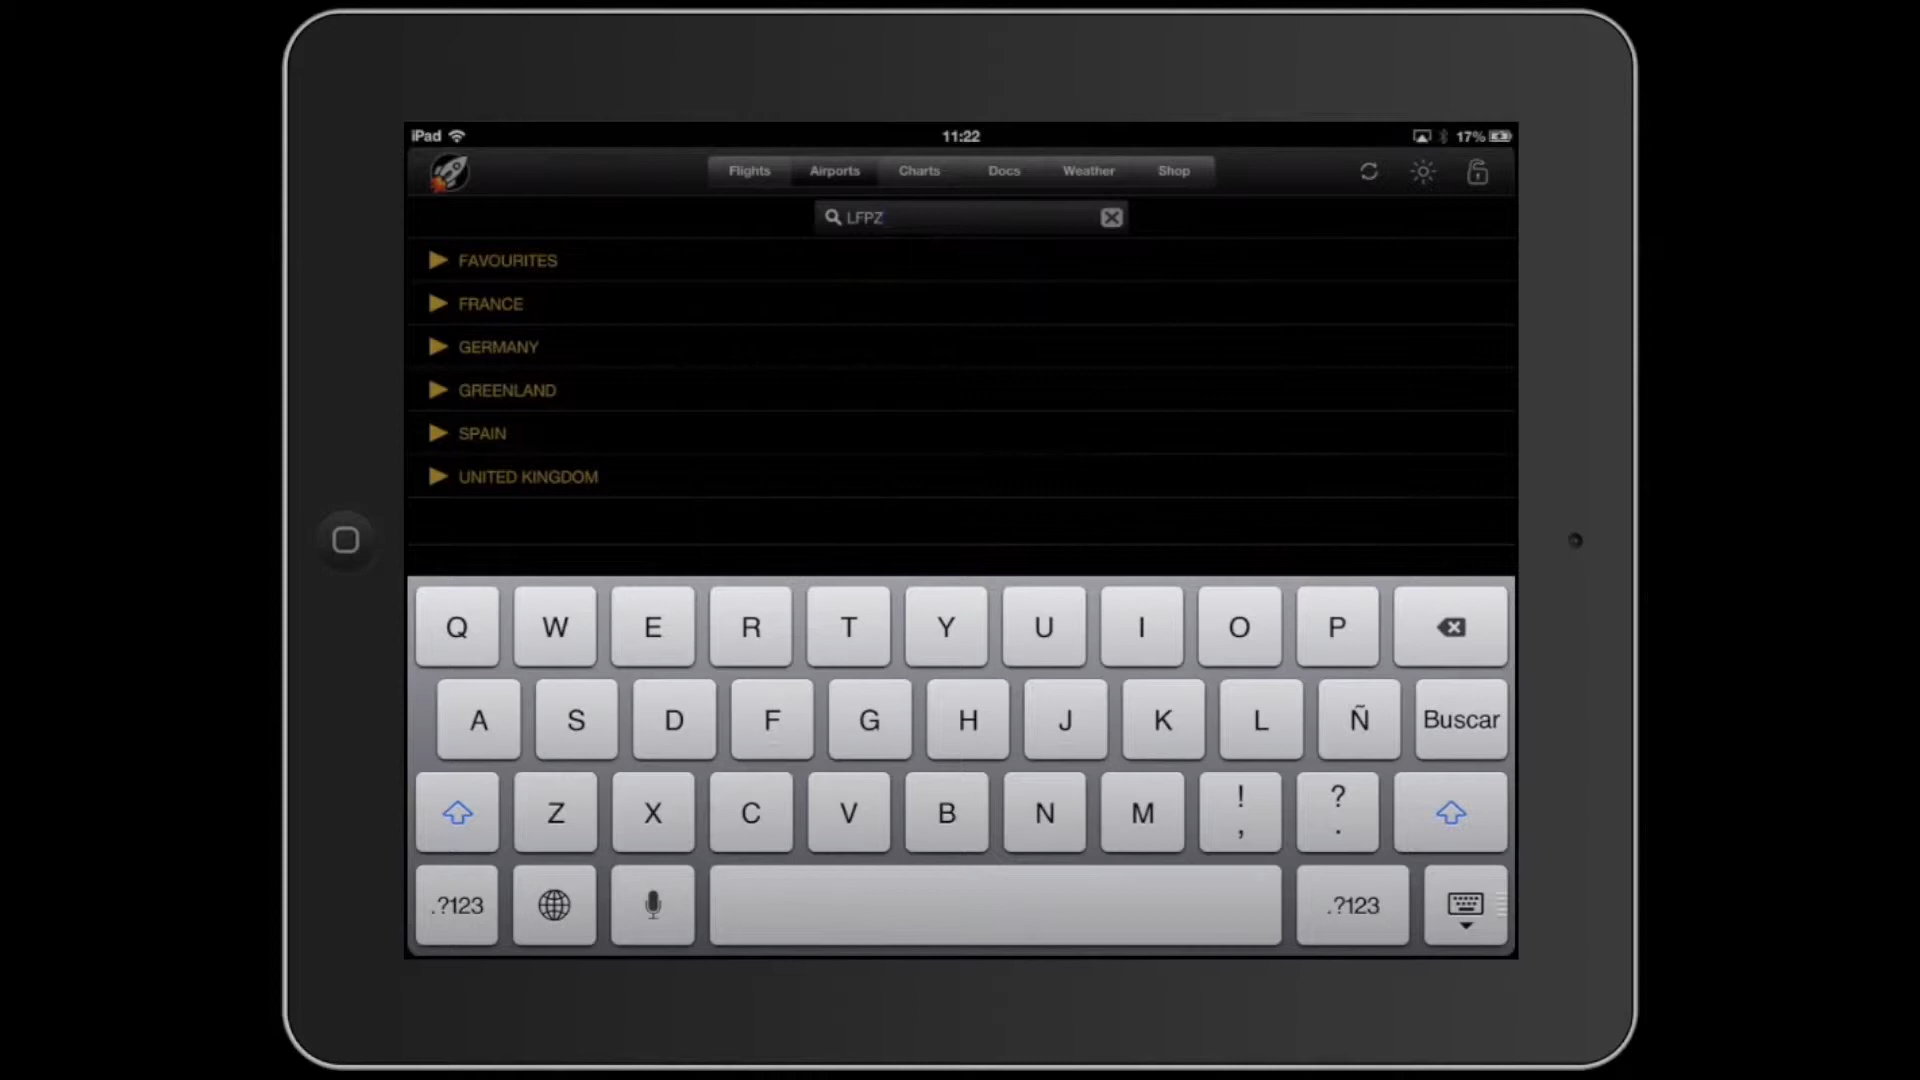 iPad 11:22 17%
Flights Airports Charts Docs Weather Shop
LFPZ
FAVOURITES
FRANCE
GERMANY
GREENLAND
SPAIN
UNITED KINGDOM
Q W E R T Y U I O P
A S D F G H J K L Ñ Buscar
Z X C V B N M ! , ? .
.?123 .?123